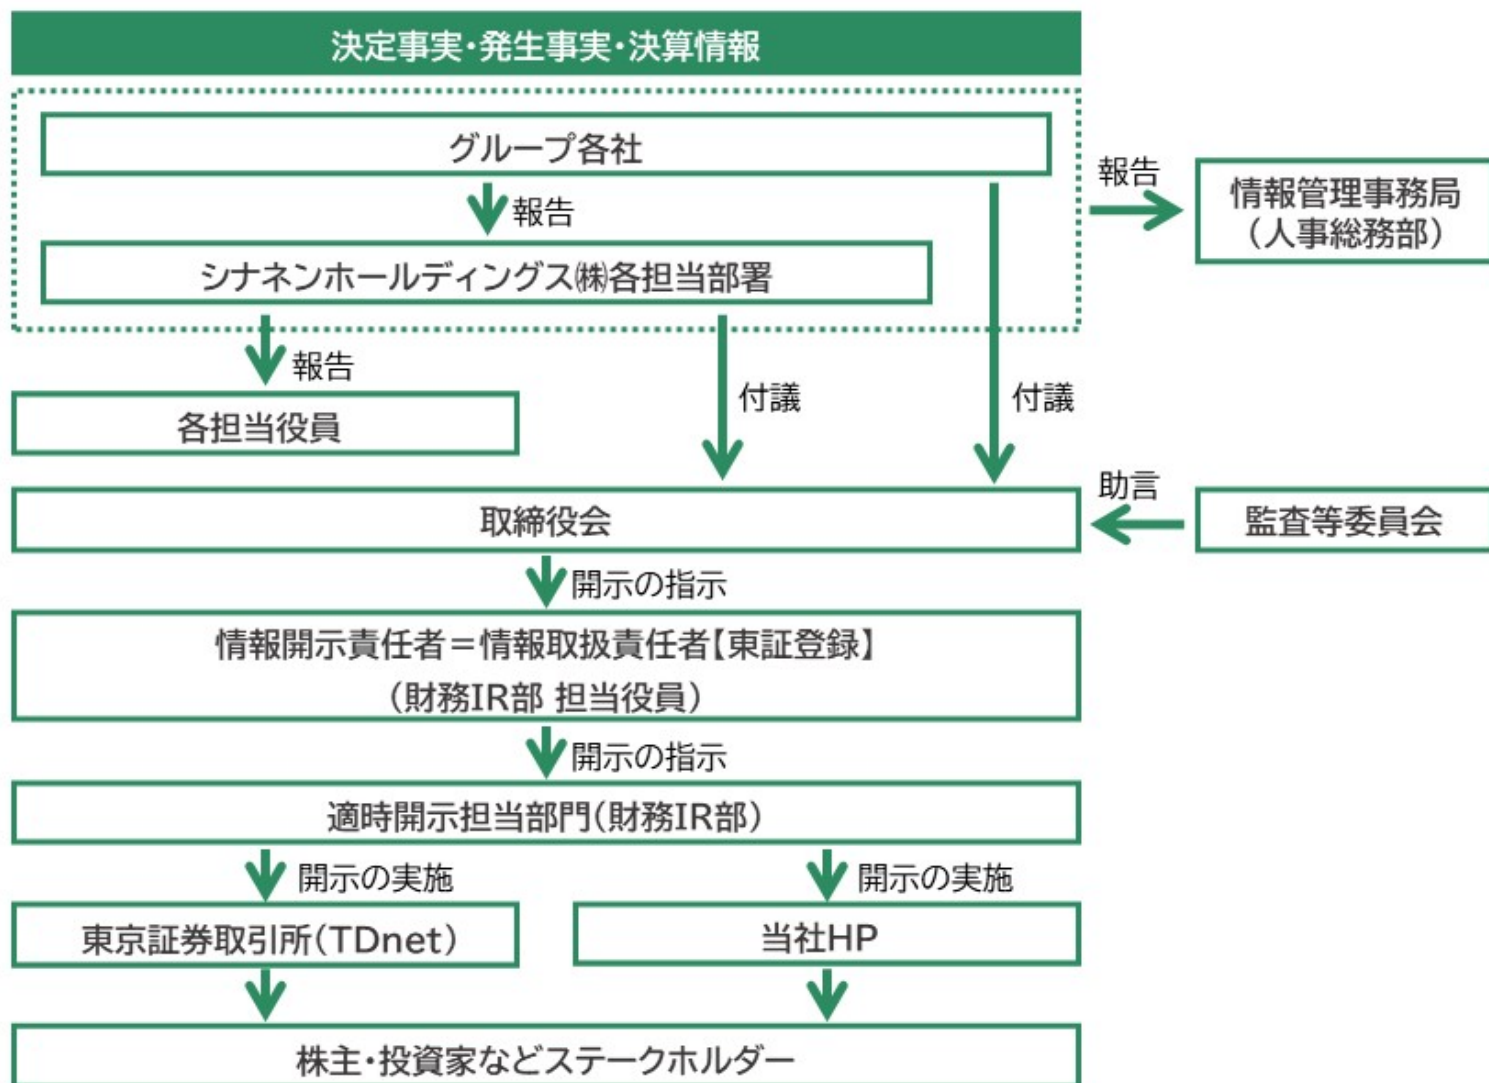 決定事実・発生事実・決算情報
グループ各社
報告
報告
情報管理事務局
（人事総務部）
シナネンホールディングス㈱各担当部署
報告
付議
付議
各担当役員
助言
取締役会
監査等委員会
開示の指示
情報開示責任者＝情報取扱責任者【東証登録】
（財務IR部 担当役員）
開示の指示
適時開示担当部門（財務IR部）
開示の実施
開示の実施
東京証券取引所（TDnet）
当社HP
株主・投資家などステークホルダー